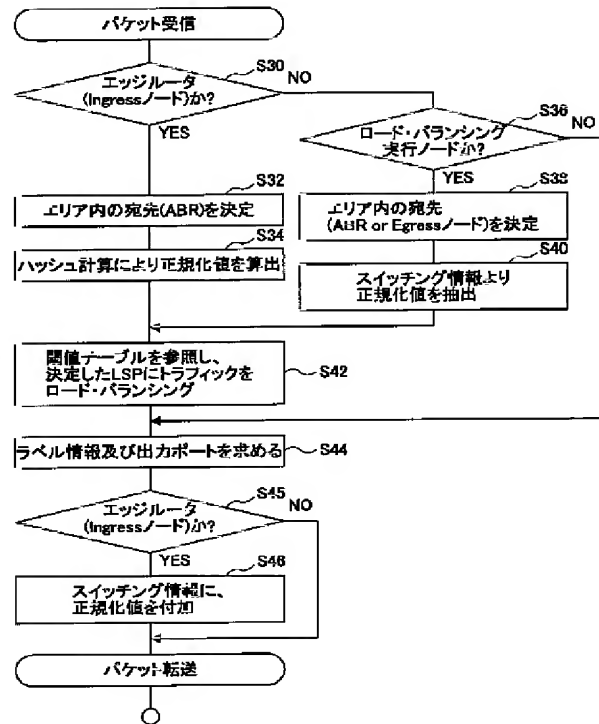 パケット受信
S30
エッジルータ
NO
(Ingressノード)か?
S36
YES
ロード・バランシング
NO
実行ノードか?
S32
YES
S38
エリア内の宛先(ABR)を決定
エリア内の宛先
(ABR or Egressノード)を決定
S34
ハッシュ計算により正規化値を算出
S40
スイッチング情報より
正規化値を抽出
閾値テーブルを参照し、
決定したLSPにトラフィックを
ロード・バランシング
S42
ラベル情報及び出力ポートを求める
S44
S45
エッジルータ
NO
(Ingressノード)か?
YES
S46
スイッチング情報に、
正規化値を付加
パケット転送